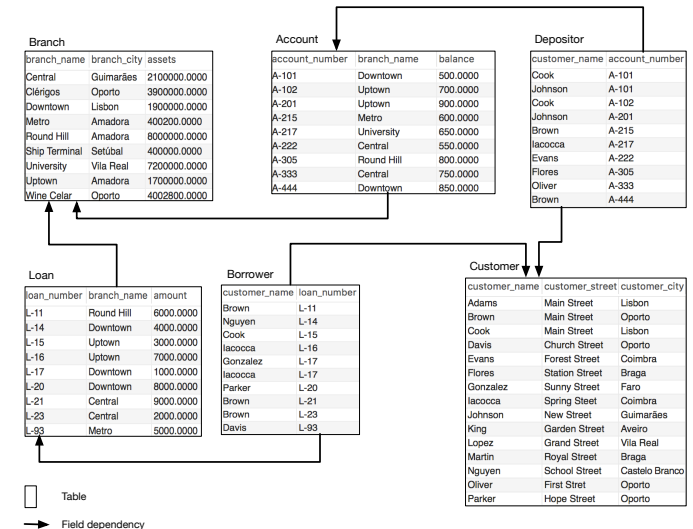 Branch
branch_name branch_city assets
Central Guimarães 2100000.0000
Clérigos Oporto 3900000.0000
Downtown Lisbon 1900000.0000
Metro Amadora 400200.0000
Round Hill Amadora 8000000.0000
Ship Terminal Setúbal 400000.0000
University Vila Real 7200000.0000
Uptown Amadora 1700000.0000
Wine Celar Oporto 4002800.0000
Account
account_number branch_name balance
A-101 Downtown 500.0000
A-102 Uptown 700.0000
A-201 Uptown 900.0000
A-215 Metro 600.0000
A-217 University 650.0000
A-222 Central 550.0000
A-305 Round Hill 800.0000
A-333 Central 750.0000
A-444 Downtown 850.0000
Depositor
customer_name account_number
Cook A-101
Johnson A-101
Cook A-102
Johnson A-201
Brown A-215
Iacocca A-217
Evans A-222
Flores A-305
Oliver A-333
Brown A-444
Loan
loan_number branch_name amount
L-11 Round Hill 6000.0000
L-14 Downtown 4000.0000
L-15 Uptown 3000.0000
L-16 Uptown 7000.0000
L-17 Downtown 1000.0000
L-20 Downtown 8000.0000
L-21 Central 9000.0000
L-23 Central 2000.0000
L-93 Metro 5000.0000
Borrower
customer_name loan_number
Brown L-11
Nguyen L-14
Cook L-15
Iacocca L-16
Gonzalez L-17
Iacocca L-17
Parker L-20
Brown L-21
Brown L-23
Davis L-93
Customer
customer_name customer_street customer_city
Adams Main Street Lisbon
Brown Main Street Oporto
Cook Main Street Lisbon
Davis Church Street Oporto
Evans Forest Street Coimbra
Flores Station Street Braga
Gonzalez Sunny Street Faro
Iacocca Spring Steet Coimbra
Johnson New Street Guimarães
King Garden Street Aveiro
Lopez Grand Street Vila Real
Martin Royal Street Braga
Nguyen School Street Castelo Branco
Oliver First Stret Oporto
Parker Hope Street Oporto
Table
Field dependency